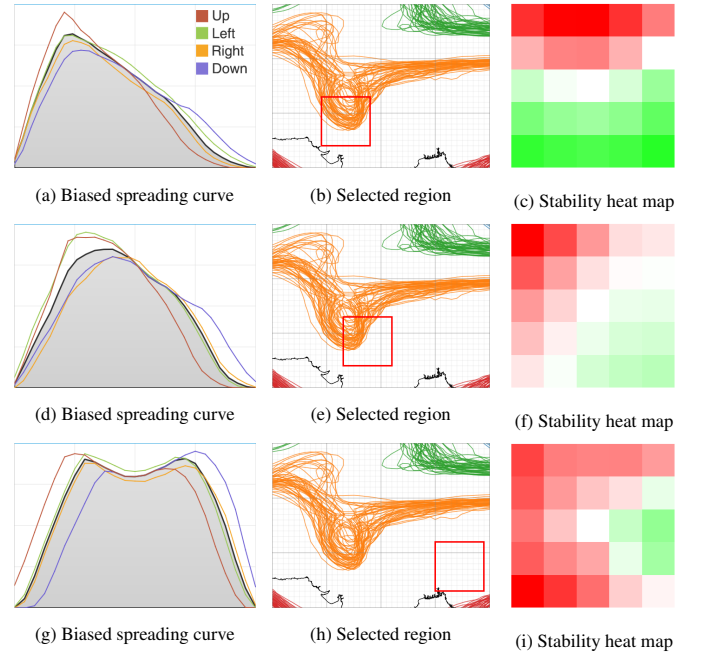 Up
Left
Right
Down
(a) Biased spreading curve
(b) Selected region
(c) Stability heat map
(d) Biased spreading curve
(e) Selected region
(f) Stability heat map
(g) Biased spreading curve
(h) Selected region
(i) Stability heat map